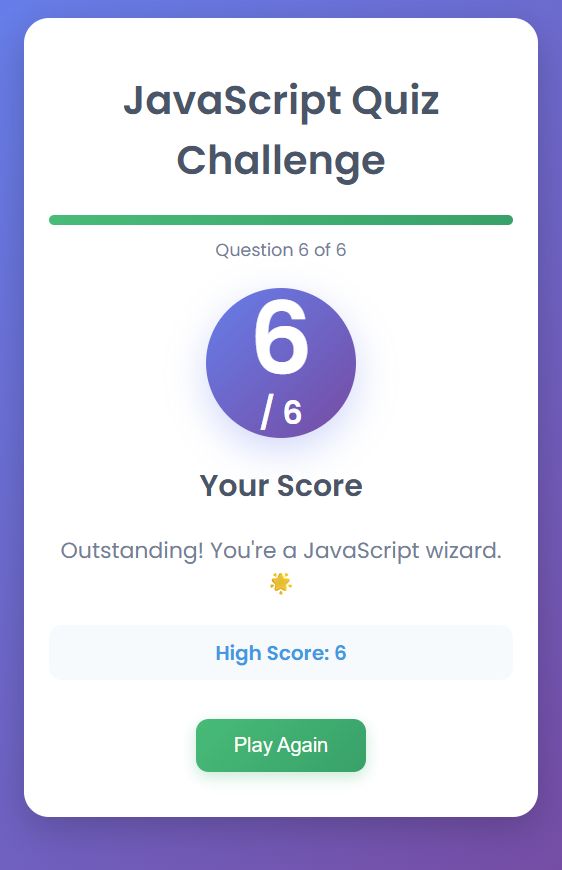 JavaScript Quiz
Challenge
Question 6 of 6
6
/ 6
Your Score
Outstanding! You're a JavaScript wizard.
🌟
High Score: 6
Play Again